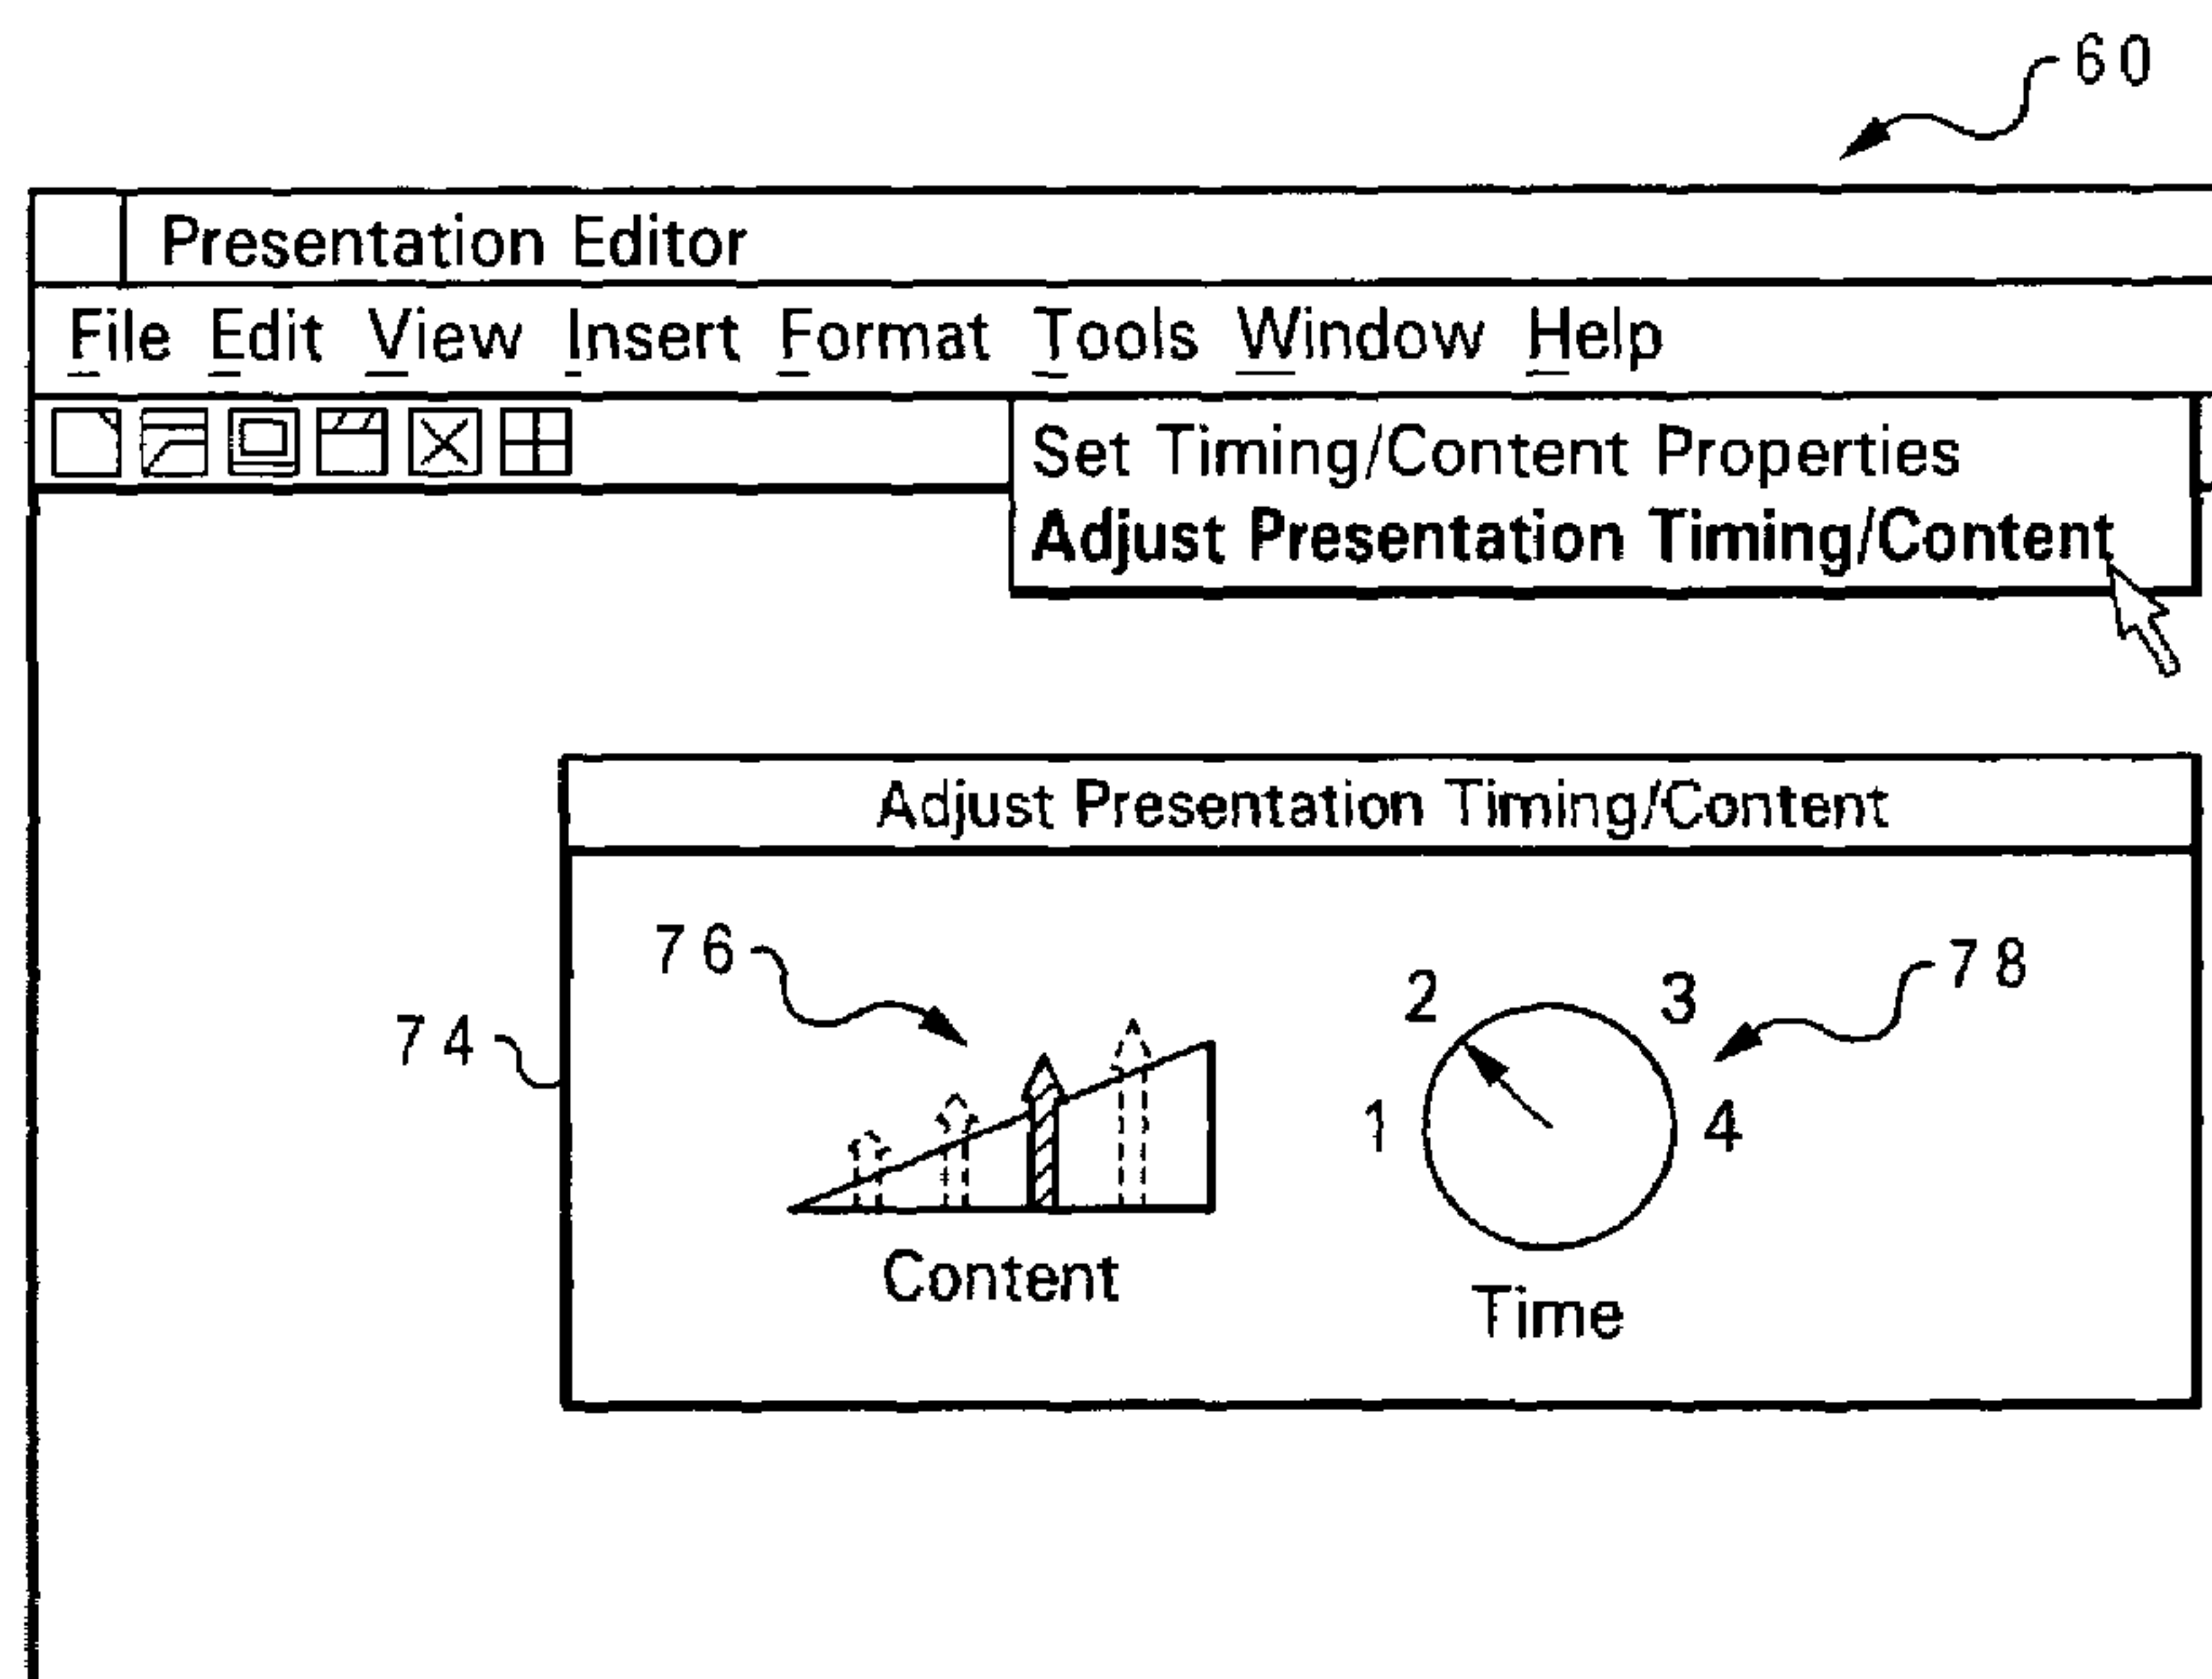 60
Presentation Editor
File Edit View Insert Format Tools Window Help
Set Timing/Content Properties
Adjust Presentation Timing/Content
Adjust Presentation Timing/Content
76
2 3 78
74
1 4
Content
Time